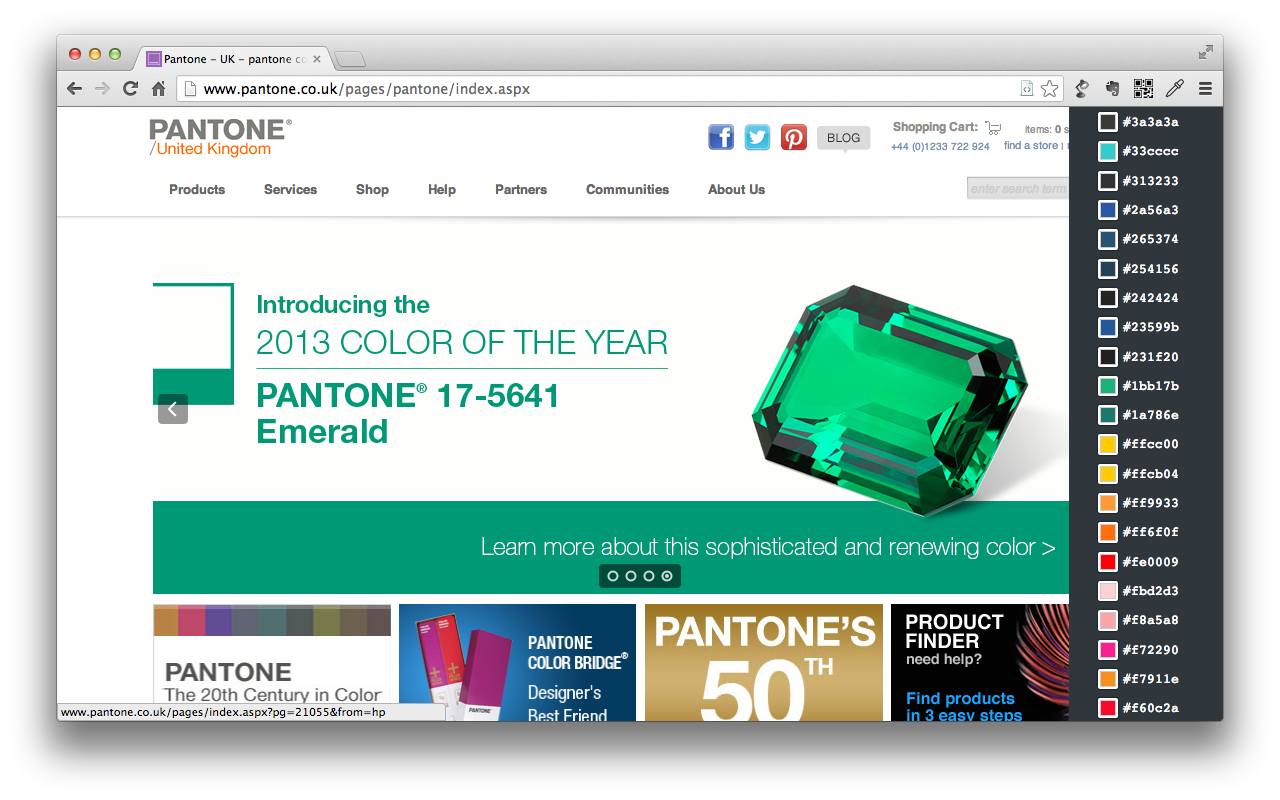 Pantone – UK – pantone co
www.pantone.co.uk/pages/pantone/index.aspx
PANTONE®
/United Kingdom
BLOG
Shopping Cart:
Items: 0 s
+44 (0)1233 722 924
find a store |
Products
Services
Shop
Help
Partners
Communities
About Us
enter search term
Introducing the
2013 COLOR OF THE YEAR
PANTONE® 17-5641
Emerald
Learn more about this sophisticated and renewing color >
PANTONE
The 20th Century in Color
PANTONE
COLOR BRIDGE®
Designer's
Best Friend
PANTONE
PANTONE'S
50TH
PRODUCT
FINDER
need help?
Find products
in 3 easy steps
www.pantone.co.uk/pages/index.aspx?pg=21055&from=hp
#3a3a3a
#33cccc
#313233
#2a56a3
#265374
#254156
#242424
#23599b
#231f20
#1bb17b
#1a786e
#ffcc00
#ffcb04
#ff9933
#ff6f0f
#fe0009
#fbd2d3
#f8a5a8
#f72290
#f7911e
#f60c2a